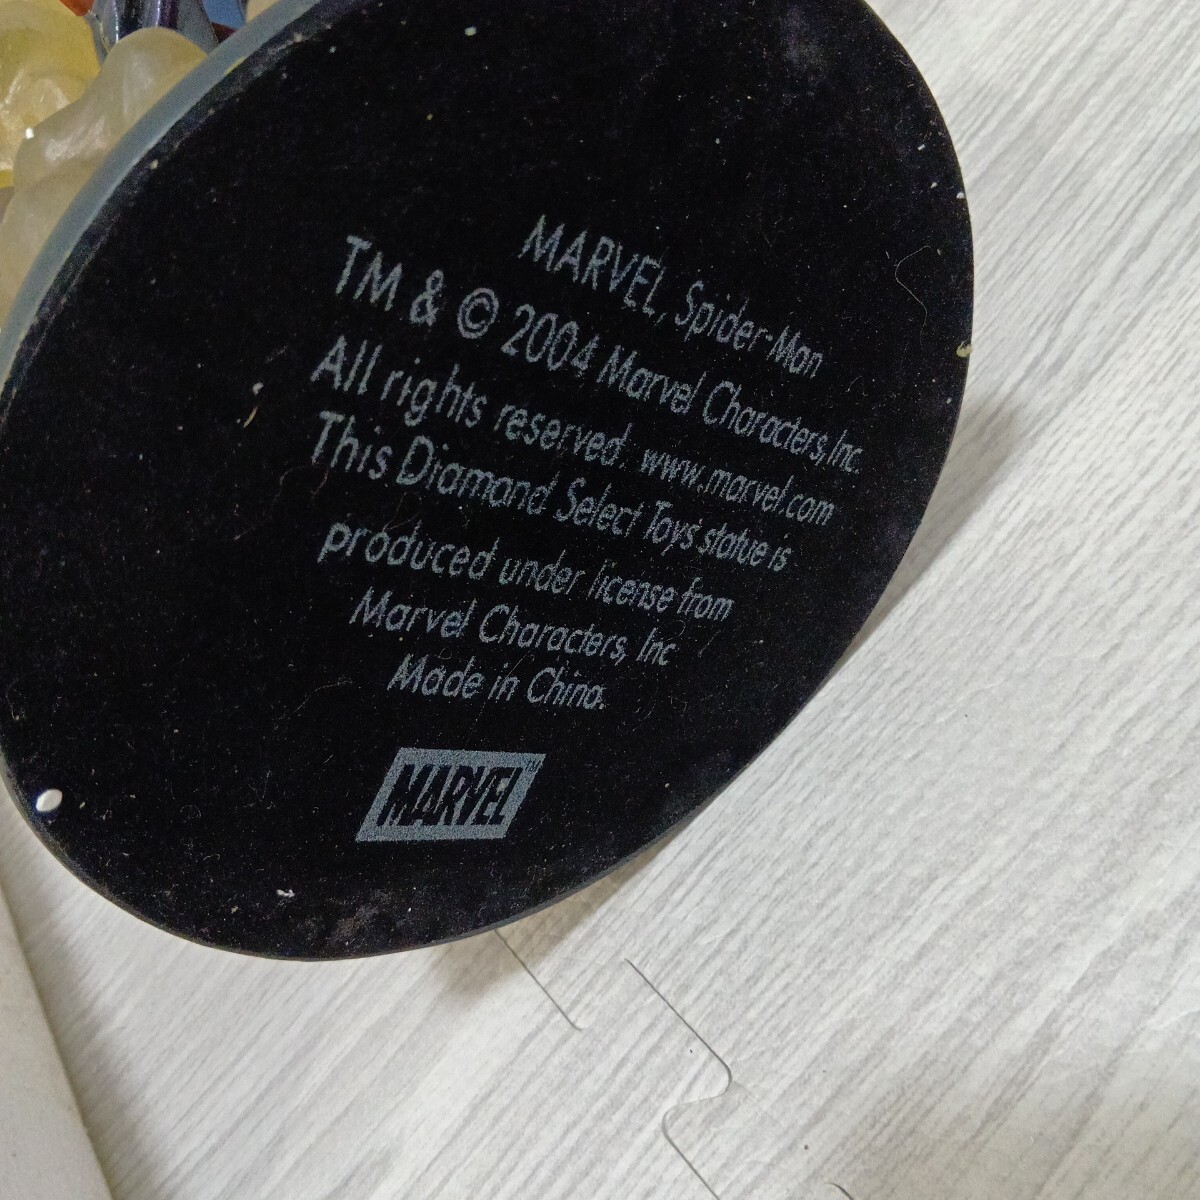 MARVEL, Spider-Man
TM & © 2004 Marvel Characters, Inc.
All rights reserved. www.marvel.com
This Diamond Select Toys statue is
produced under license from
Marvel Characters, Inc
Made in China.
MARVEL™